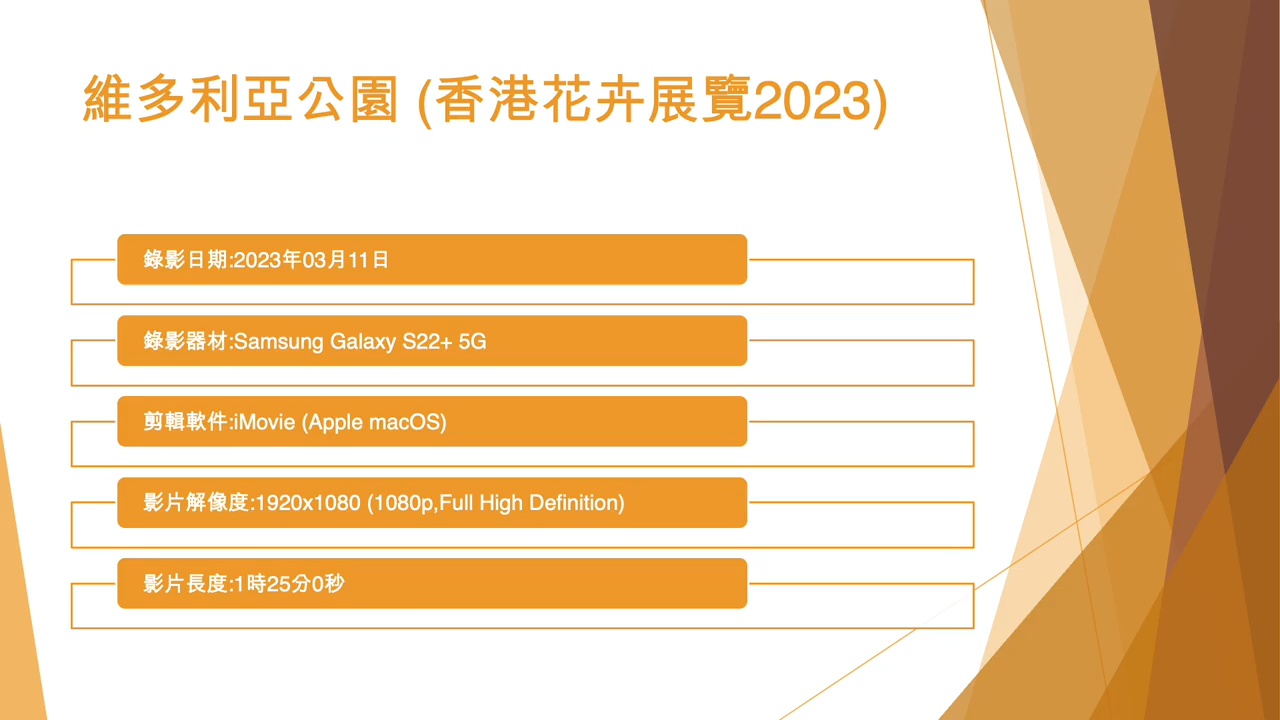 維多利亞公園 (香港花卉展覽2023)
錄影日期:2023年03月11日
錄影器材:Samsung Galaxy S22+ 5G
剪輯軟件:iMovie (Apple macOS)
影片解像度:1920x1080 (1080p,Full High Definition)
影片長度:1時25分0秒